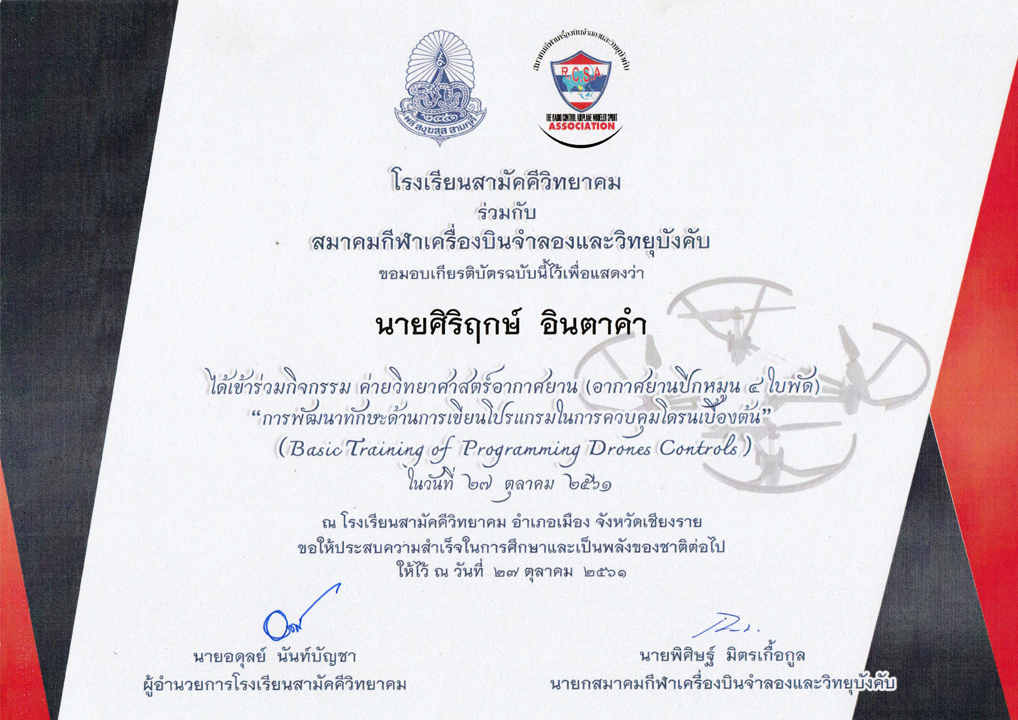 ๒๔๕๑
พล สงฺฆสฺส สามคฺคี
สมาคมกีฬาเครื่องบินจำลองและวิทยุบังคับ
RCSA
THE RADIO CONTROL AIRPLANE MODELER SPORT
ASSOCIATION
โรงเรียนสามัคคีวิทยาคม
ร่วมกับ
สมาคมกีฬาเครื่องบินจำลองและวิทยุบังคับ
ขอมอบเกียรติบัตรฉบับนี้ไว้เพื่อแสดงว่า
นายศิริฤกษ์ อินตาคำ
ได้เข้าร่วมกิจกรรม ค่ายวิทยาศาสตร์อากาศยาน (อากาศยานปีกหมุน ๔ ใบพัด)
“การพัฒนาทักษะด้านการเขียนโปรแกรมในการควบคุมโดรนเบื้องต้น”
(Basic Training of Programming Drones Controls)
ในวันที่ ๒๗ ตุลาคม ๒๕๖๑
ณ โรงเรียนสามัคคีวิทยาคม อำเภอเมือง จังหวัดเชียงราย
ขอให้ประสบความสำเร็จในการศึกษาและเป็นพลังของชาติต่อไป
ให้ไว้ ณ วันที่ ๒๗ ตุลาคม ๒๕๖๑
นายอดุลย์ นันท์บัญชา
ผู้อำนวยการโรงเรียนสามัคคีวิทยาคม
นายพิศิษฐ์ มิตรเกื้อกูล
นายกสมาคมกีฬาเครื่องบินจำลองและวิทยุบังคับ